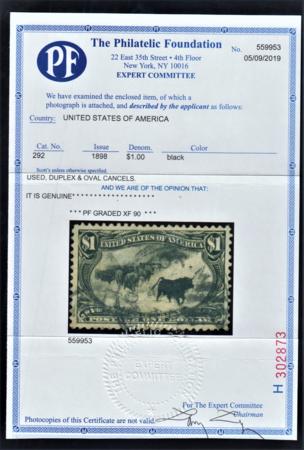 PF
The Philatelic Foundation
22 East 35th Street • 4th Floor
New York, NY 10016
EXPERT COMMITTEE
No. 559953
05/09/2019
We have examined the enclosed item, of which a
photograph is attached, and described by the applicant as follows:
Country: UNITED STATES OF AMERICA
Cat. No. Issue Denom. Color
292 1898 $1.00 black
Scott's unless otherwise specified.
USED, DUPLEX & OVAL CANCELS.
AND WE ARE OF THE OPINION THAT:
IT IS GENUINE* * * * * * * * * * * * * * * * * *
*** PF GRADED XF 90 ***
UNITED STATES OF AMERICA
$1 $1
POSTAGE ONE DOLLAR
559953
EXPERT
COMMITTEE
H 302873
For The Expert Committee
Chairman
Photocopies of this Certificate are not valid.